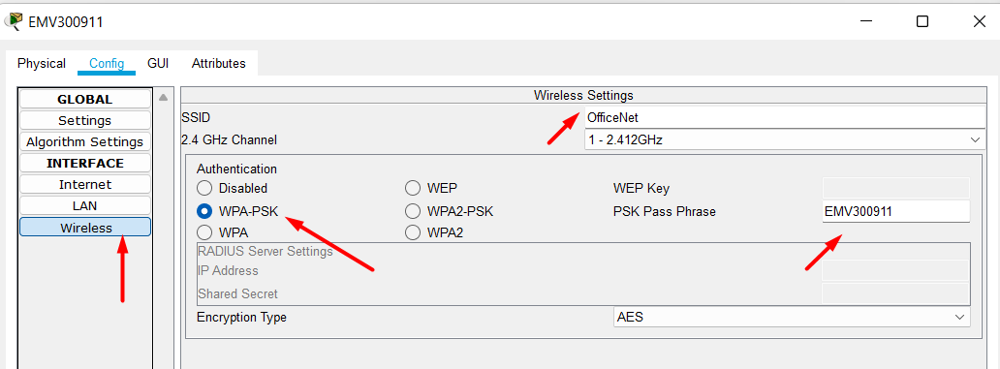 EMV300911
Physical Config GUI Attributes
GLOBAL
Settings
Algorithm Settings
INTERFACE
Internet
LAN
Wireless
Wireless Settings
SSID OfficeNet
2.4 GHz Channel 1 - 2.412GHz
Authentication
Disabled WEP WEP Key
WPA-PSK WPA2-PSK PSK Pass Phrase EMV300911
WPA WPA2
RADIUS Server Settings
IP Address
Shared Secret
Encryption Type AES